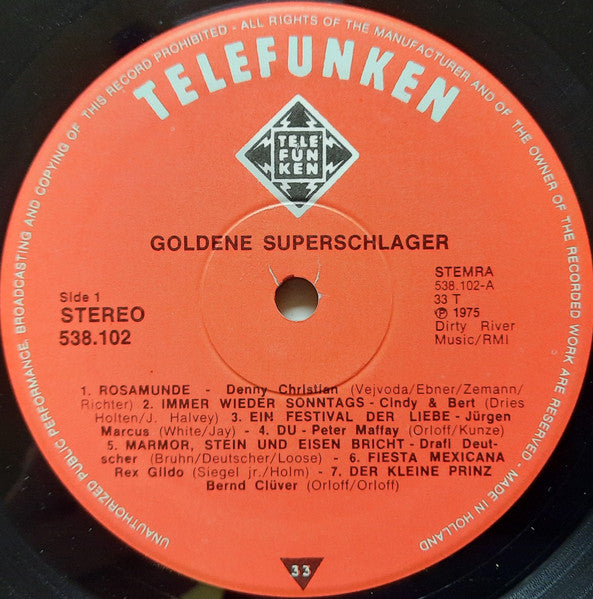 UNAUTHORIZED PUBLIC PERFORMANCE, BROADCASTING AND COPYING OF THIS RECORD PROHIBITED - ALL RIGHTS OF THE MANUFACTURER AND OF THE OWNER OF THE RECORDED WORK ARE RESERVED - MADE IN HOLLAND
TELEFUNKEN
TELE
FUN
KEN
GOLDENE SUPERSCHLAGER
Side 1
STEREO
538.102
STEMRA
538.102-A
33 T
℗ 1975
Dirty River
Music/RMI
1. ROSAMUNDE - Denny Christian (Vejvoda/Ebner/Zemann/
Richter) 2. IMMER WIEDER SONNTAGS - Cindy & Bert (Dries
Holten/J. Halvey) 3. EIN FESTIVAL DER LIEBE - Jürgen
Marcus (White/Jay) 4. DU - Peter Maffay (Orloff/Kunze)
5. MARMOR, STEIN UND EISEN BRICHT - Drafi Deut-
scher (Bruhn/Deutscher/Loose) 6. FIESTA MEXICANA
Rex Gildo (Siegel jr./Holm) - 7. DER KLEINE PRINZ
Bernd Clüver (Orloff/Orloff)
33